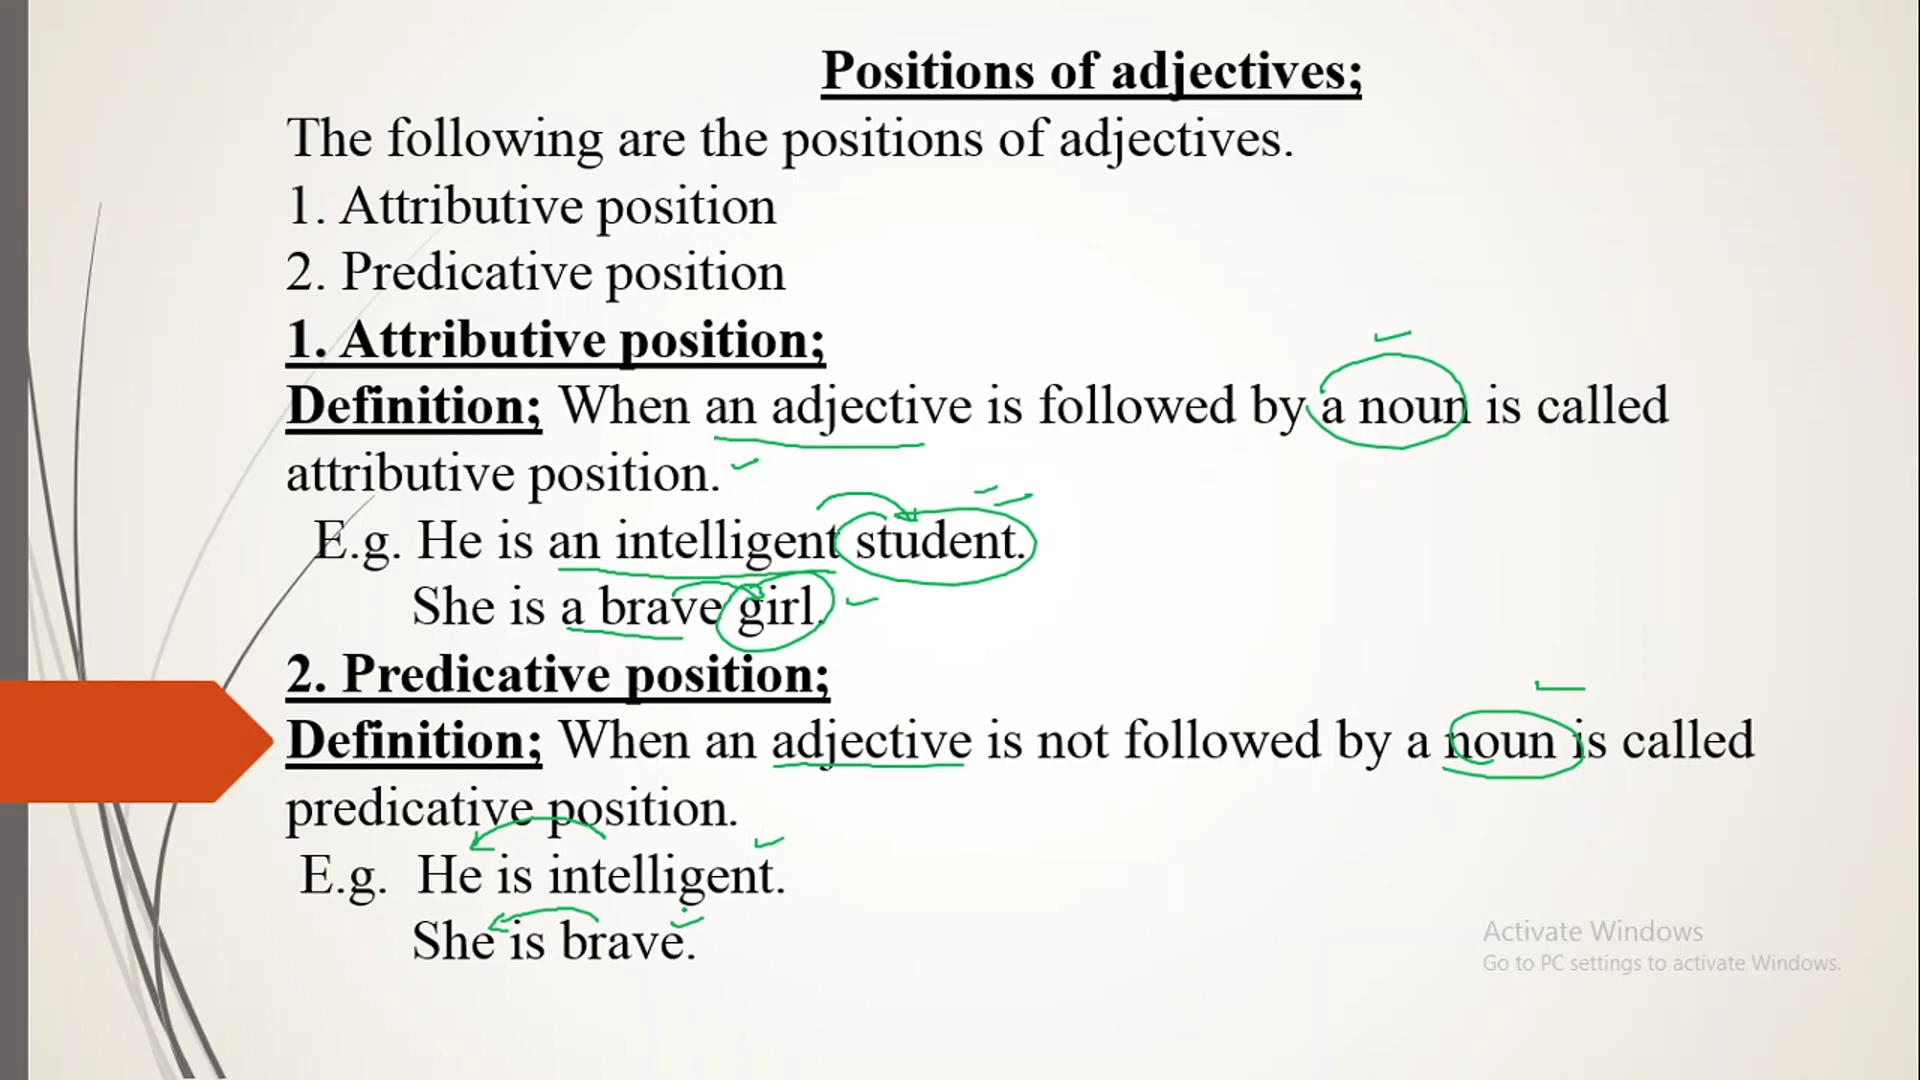 Positions of adjectives;
The following are the positions of adjectives.
1. Attributive position
2. Predicative position
1. Attributive position;
Definition; When an adjective is followed by a noun is called
attributive position.
E.g. He is an intelligent student.
She is a brave girl.
2. Predicative position;
Definition; When an adjective is not followed by a noun is called
predicative position.
E.g. He is intelligent.
She is brave.
Activate Windows
Go to PC settings to activate Windows.